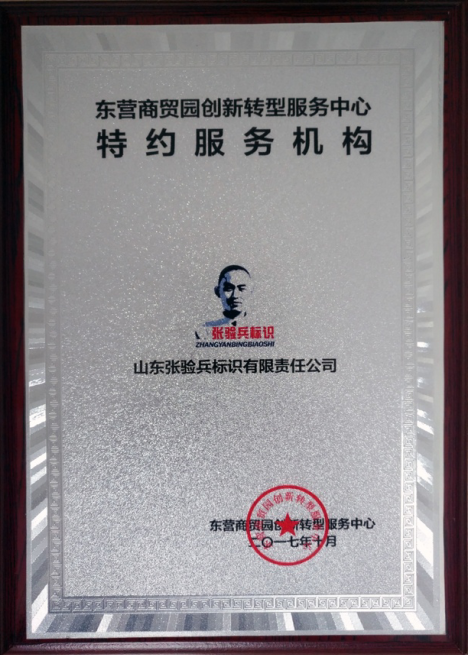 东营商贸园创新转型服务中心
特约服务机构
张验兵标识
ZHANGYANBINGBIAOSHI
山东张验兵标识有限责任公司
东营商贸园创新转型服务中心
二〇一七年十月